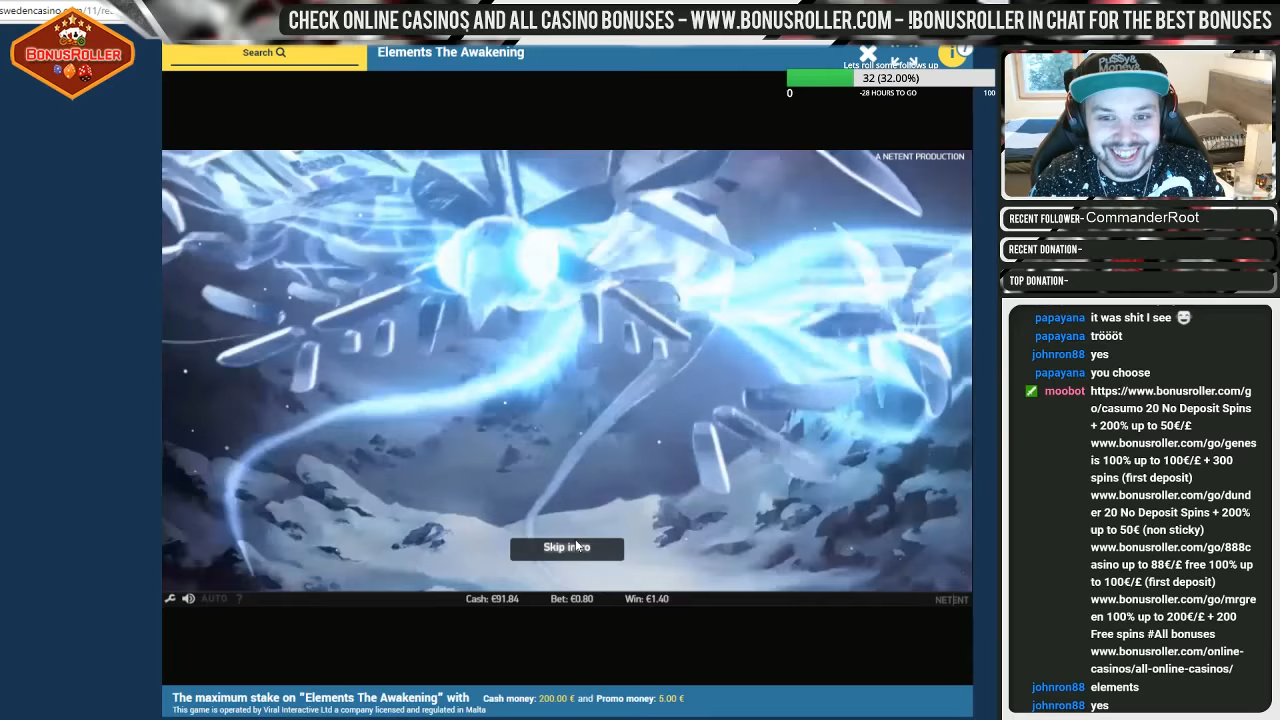 swedencasino.
/11/re
CHECK ONLINE CASINOS AND ALL CASINO BONUSES - WWW.BONUSROLLER.COM - !BONUSROLLER IN CHAT FOR THE BEST BONUSES
BONUSROLLER
Search
Elements The Awakening
Lets roll some follows up
32 (32.00%)
0
-28 HOURS TO GO
100
A NETENT PRODUCTION
RECENT FOLLOWER-CommanderRoot
RECENT DONATION-
TOP DONATION-
papayana it was shit I see
papayana tröööt
johnron88 yes
papayana you choose
moobot https://www.bonusroller.com/g
o/casumo 20 No Deposit Spins
+ 200% up to 50€/£
www.bonusroller.com/go/genes
is 100% up to 100€/£ + 300
spins (first deposit)
www.bonusroller.com/go/dund
er 20 No Deposit Spins + 200%
up to 50€ (non sticky)
www.bonusroller.com/go/888c
asino up to 88€/£ free 100% up
to 100€/£ (first deposit)
www.bonusroller.com/go/mrgre
en 100% up to 200€/£ + 200
Free spins #All bonuses
www.bonusroller.com/online-
casinos/all-online-casinos/
johnron88 elements
johnron88 yes
Skip intro
AUTO ?
Cash: €91.84 Bet: €0.80 Win: €1.40
NETENT
The maximum stake on "Elements The Awakening" with Cash money: 200.00 € and Promo money: 5.00 €
This game is operated by Viral Interactive Ltd a company licensed and regulated in Malta